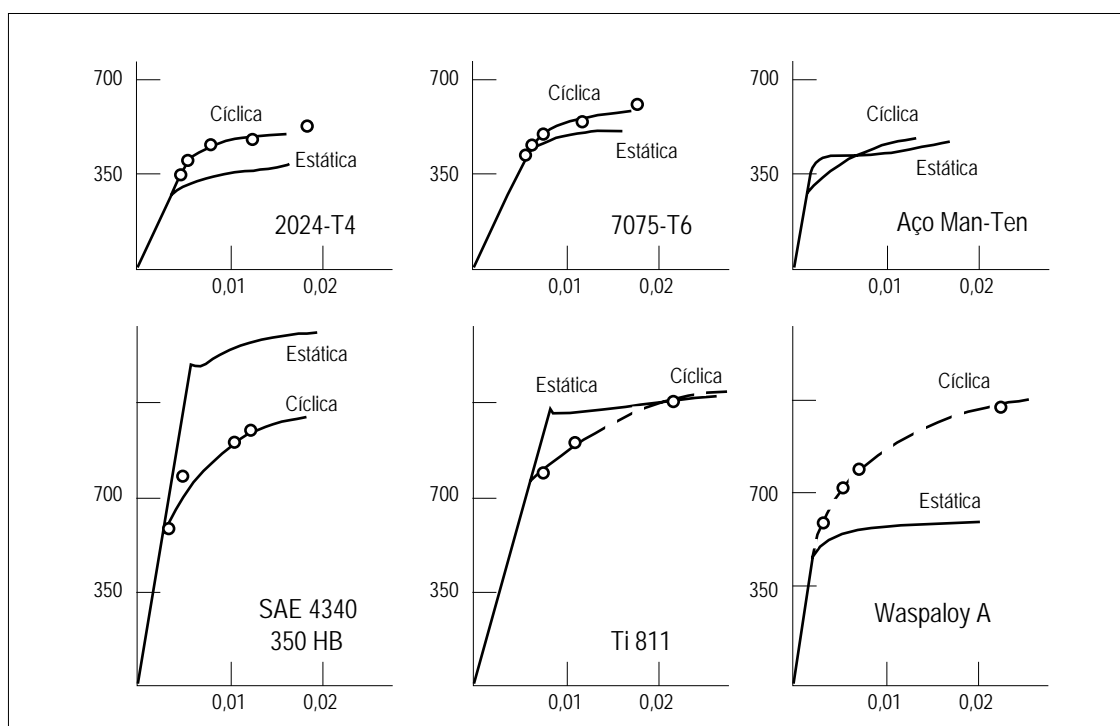 700
350
Cíclica
Estática
2024-T4
0,01
0,02
700
350
Cíclica
Estática
7075-T6
0,01
0,02
700
350
Cíclica
Estática
Aço Man-Ten
0,01
0,02
700
350
Estática
Cíclica
SAE 4340
350 HB
0,01
0,02
700
350
Estática
Cíclica
Ti 811
0,01
0,02
700
350
Cíclica
Estática
Waspaloy A
0,01
0,02